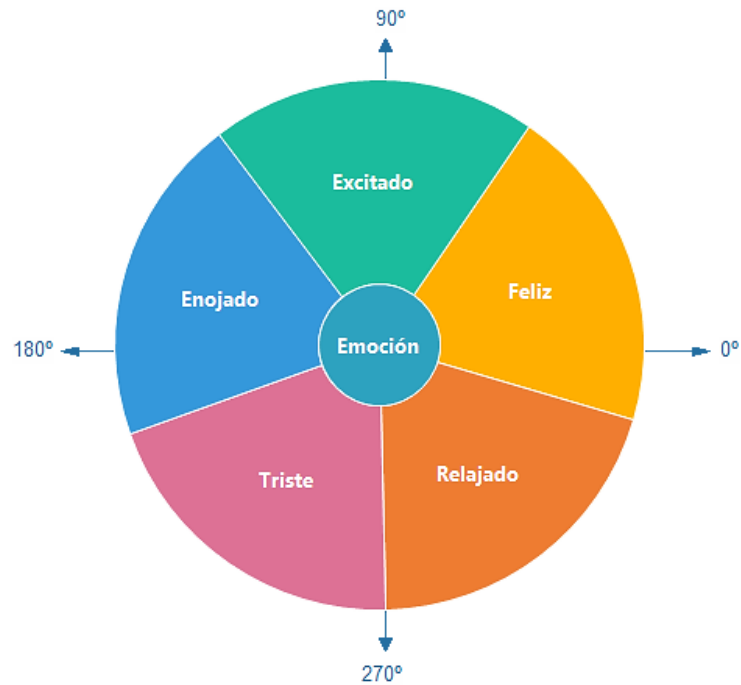 90º
Excitado
Feliz
Enojado
Emoción
180º
0º
Triste
Relajado
270º